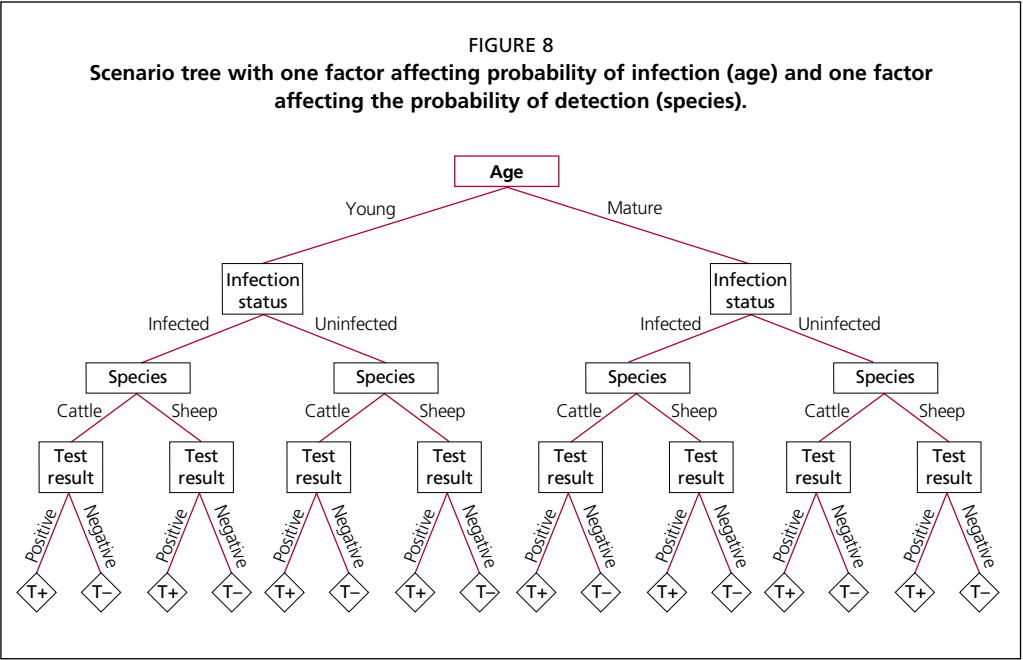 FIGURE 8
Scenario tree with one factor affecting probability of infection (age) and one factor
affecting the probability of detection (species).
Age
Young Mature
Infection
status
Infection
status
Infected Uninfected Infected Uninfected
Species Species Species Species
Cattle Sheep Cattle Sheep Cattle Sheep Cattle Sheep
Test
result
Test
result
Test
result
Test
result
Test
result
Test
result
Test
result
Test
result
Positive Negative Positive Negative Positive Negative Positive Negative Positive Negative Positive Negative Positive Negative Positive Negative
T+ T– T+ T– T+ T– T+ T– T+ T– T+ T– T+ T– T+ T–